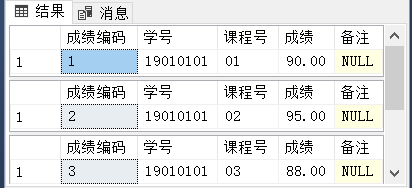 结果 消息
成绩编码 学号 课程号 成绩 备注
1 1 19010101 01 90.00 NULL
成绩编码 学号 课程号 成绩 备注
1 2 19010101 02 95.00 NULL
成绩编码 学号 课程号 成绩 备注
1 3 19010101 03 88.00 NULL